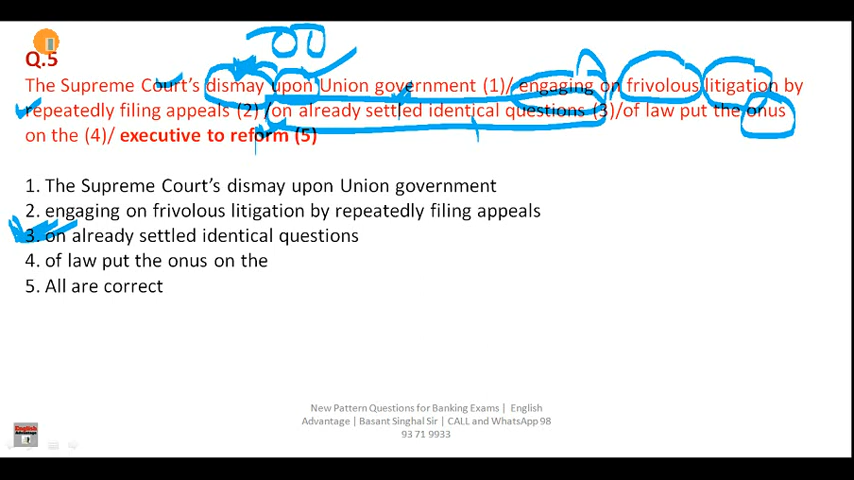 Q.5
The Supreme Court's dismay upon Union government (1)/ engaging on frivolous litigation by
repeatedly filing appeals (2) /on already settled identical questions (3)/of law put the onus
on the (4)/ executive to reform (5)
1. The Supreme Court's dismay upon Union government
2. engaging on frivolous litigation by repeatedly filing appeals
3. on already settled identical questions
4. of law put the onus on the
5. All are correct
New Pattern Questions for Banking Exams | English
Advantage | Basant Singhal Sir | CALL and WhatsApp 98
93 71 9933
English
Advantage